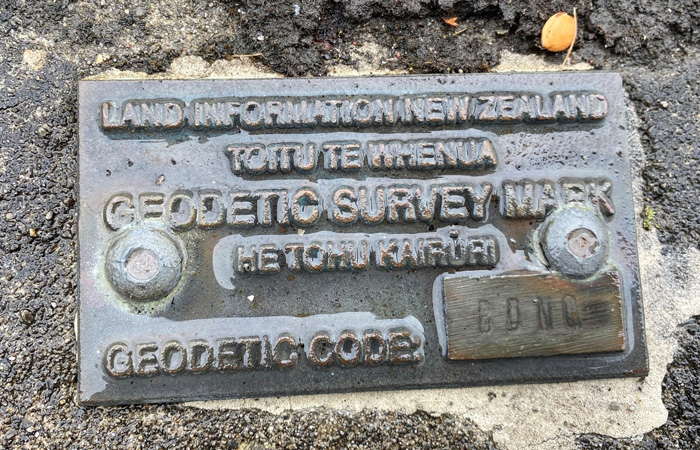 LAND INFORMATION NEW ZEALAND
TOITU TE WHENUA
GEODETIC SURVEY MARK
HE TOHU KAIRŪRI
GEODETIC CODE: